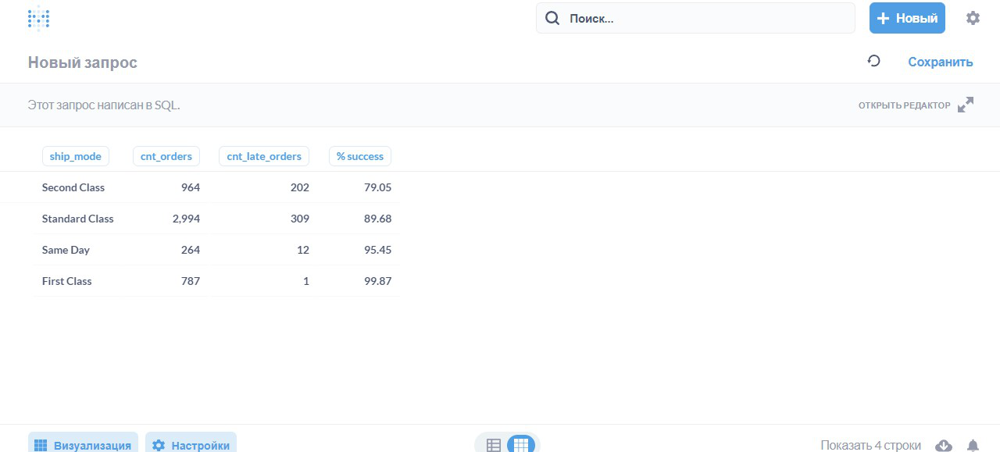 Поиск...
Новый
Новый запрос
Сохранить
Этот запрос написан в SQL.
ОТКРЫТЬ РЕДАКТОР
ship_mode cnt_orders cnt_late_orders % success
Second Class 964 202 79.05
Standard Class 2,994 309 89.68
Same Day 264 12 95.45
First Class 787 1 99.87
Визуализация Настройки Показать 4 строки